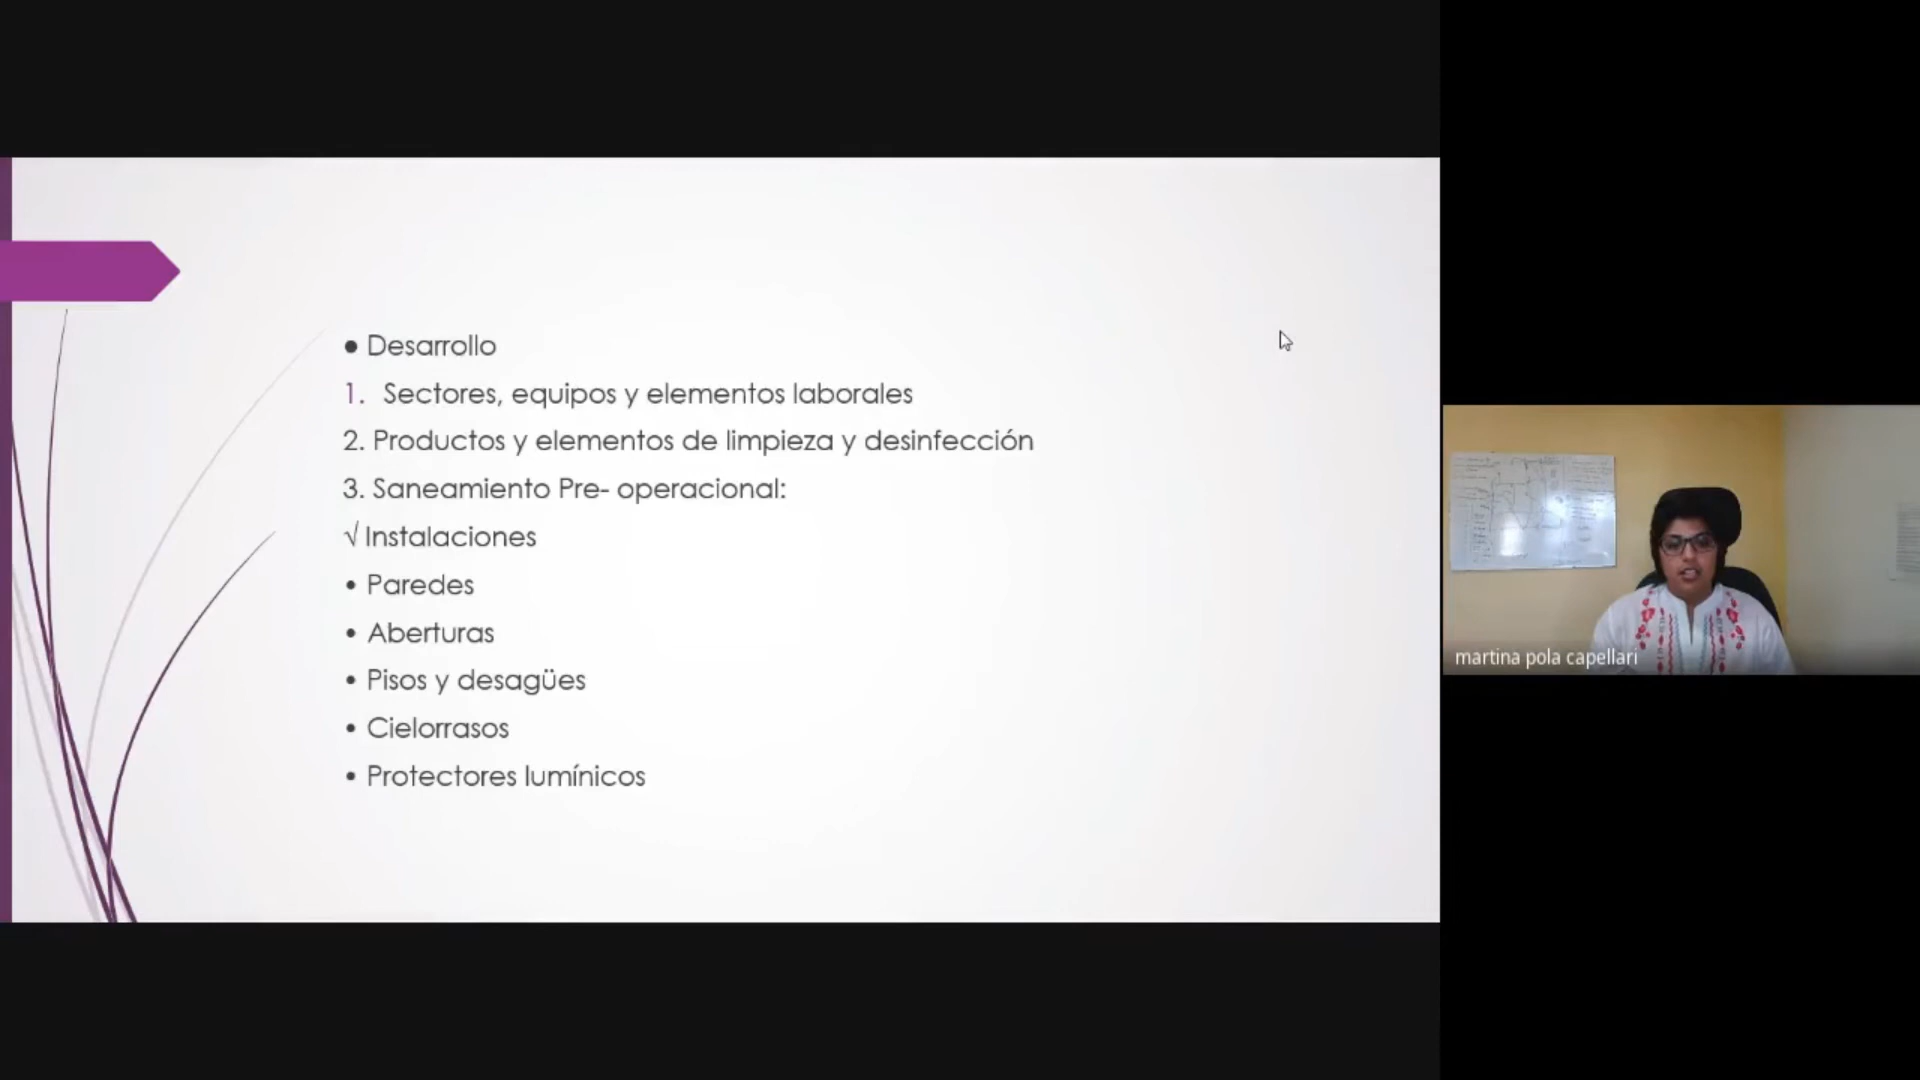 ● Desarrollo
1. Sectores, equipos y elementos laborales
2. Productos y elementos de limpieza y desinfección
3. Saneamiento Pre- operacional:
√ Instalaciones
• Paredes
• Aberturas
• Pisos y desagües
• Cielorrasos
• Protectores lumínicos
martina pola capellari